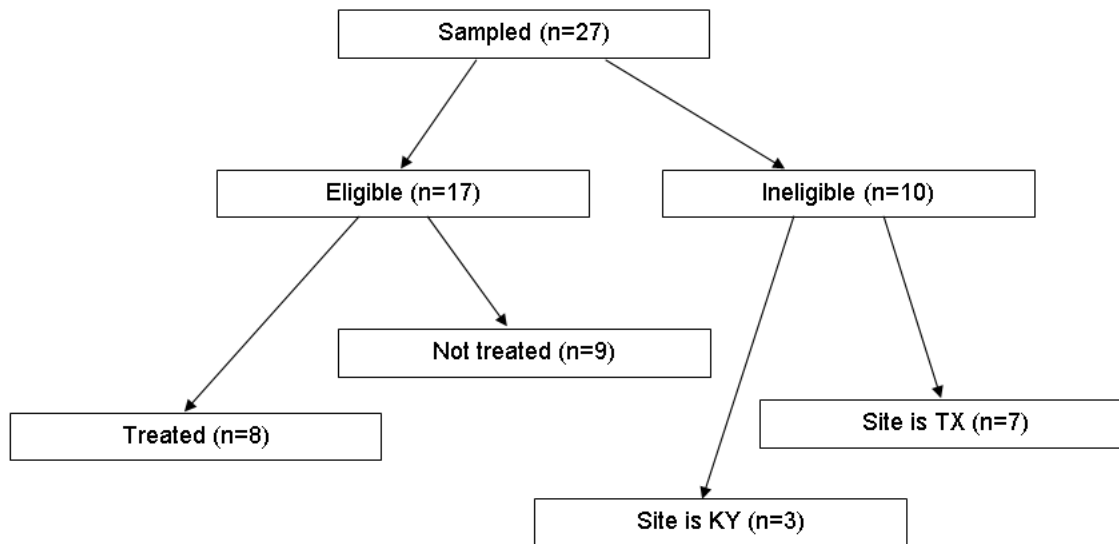 Sampled (n=27)
Eligible (n=17)
Ineligible (n=10)
Not treated (n=9)
Treated (n=8)
Site is TX (n=7)
Site is KY (n=3)